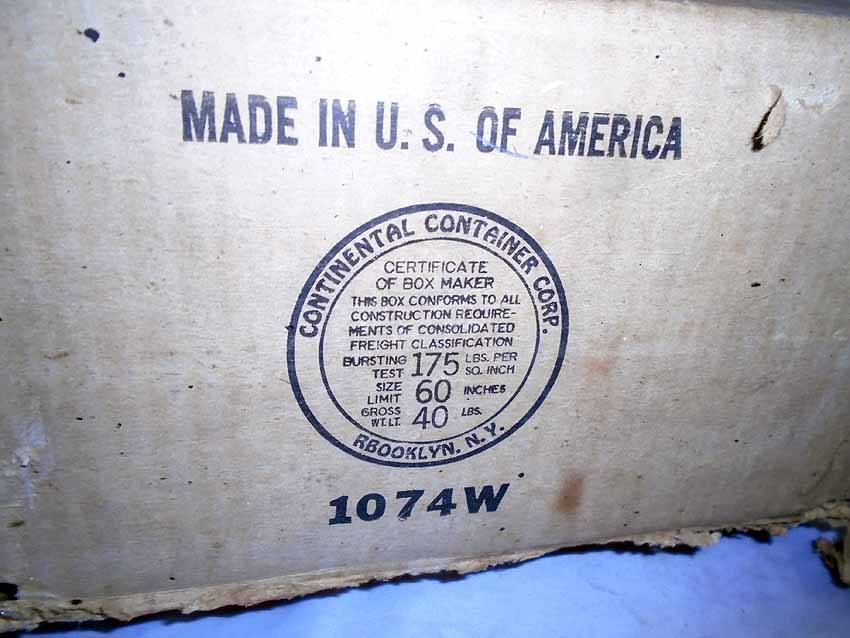 MADE IN U. S. OF AMERICA
CONTINENTAL CONTAINER CORP.
CERTIFICATE
OF BOX MAKER
THIS BOX CONFORMS TO ALL
CONSTRUCTION REQUIRE-
MENTS OF CONSOLIDATED
FREIGHT CLASSIFICATION
BURSTING TEST 175 LBS. PER SQ. INCH
SIZE LIMIT 60 INCHES
GROSS WT. LT. 40 LBS.
RBOOKLYN, N.Y.
1074W